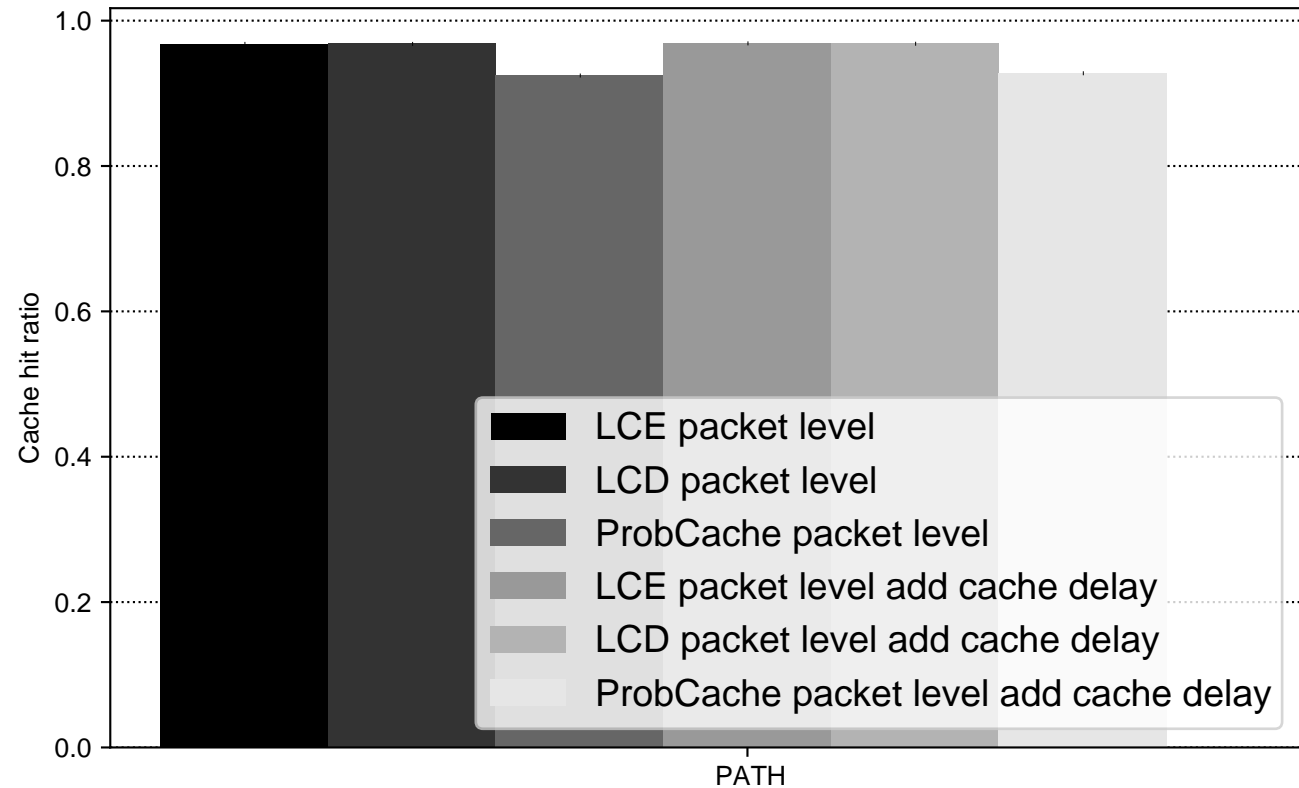 1.0
0.8
0.6
0.4
0.2
0.0
Cache hit ratio
LCE packet level
LCD packet level
ProbCache packet level
LCE packet level add cache delay
LCD packet level add cache delay
ProbCache packet level add cache delay
PATH